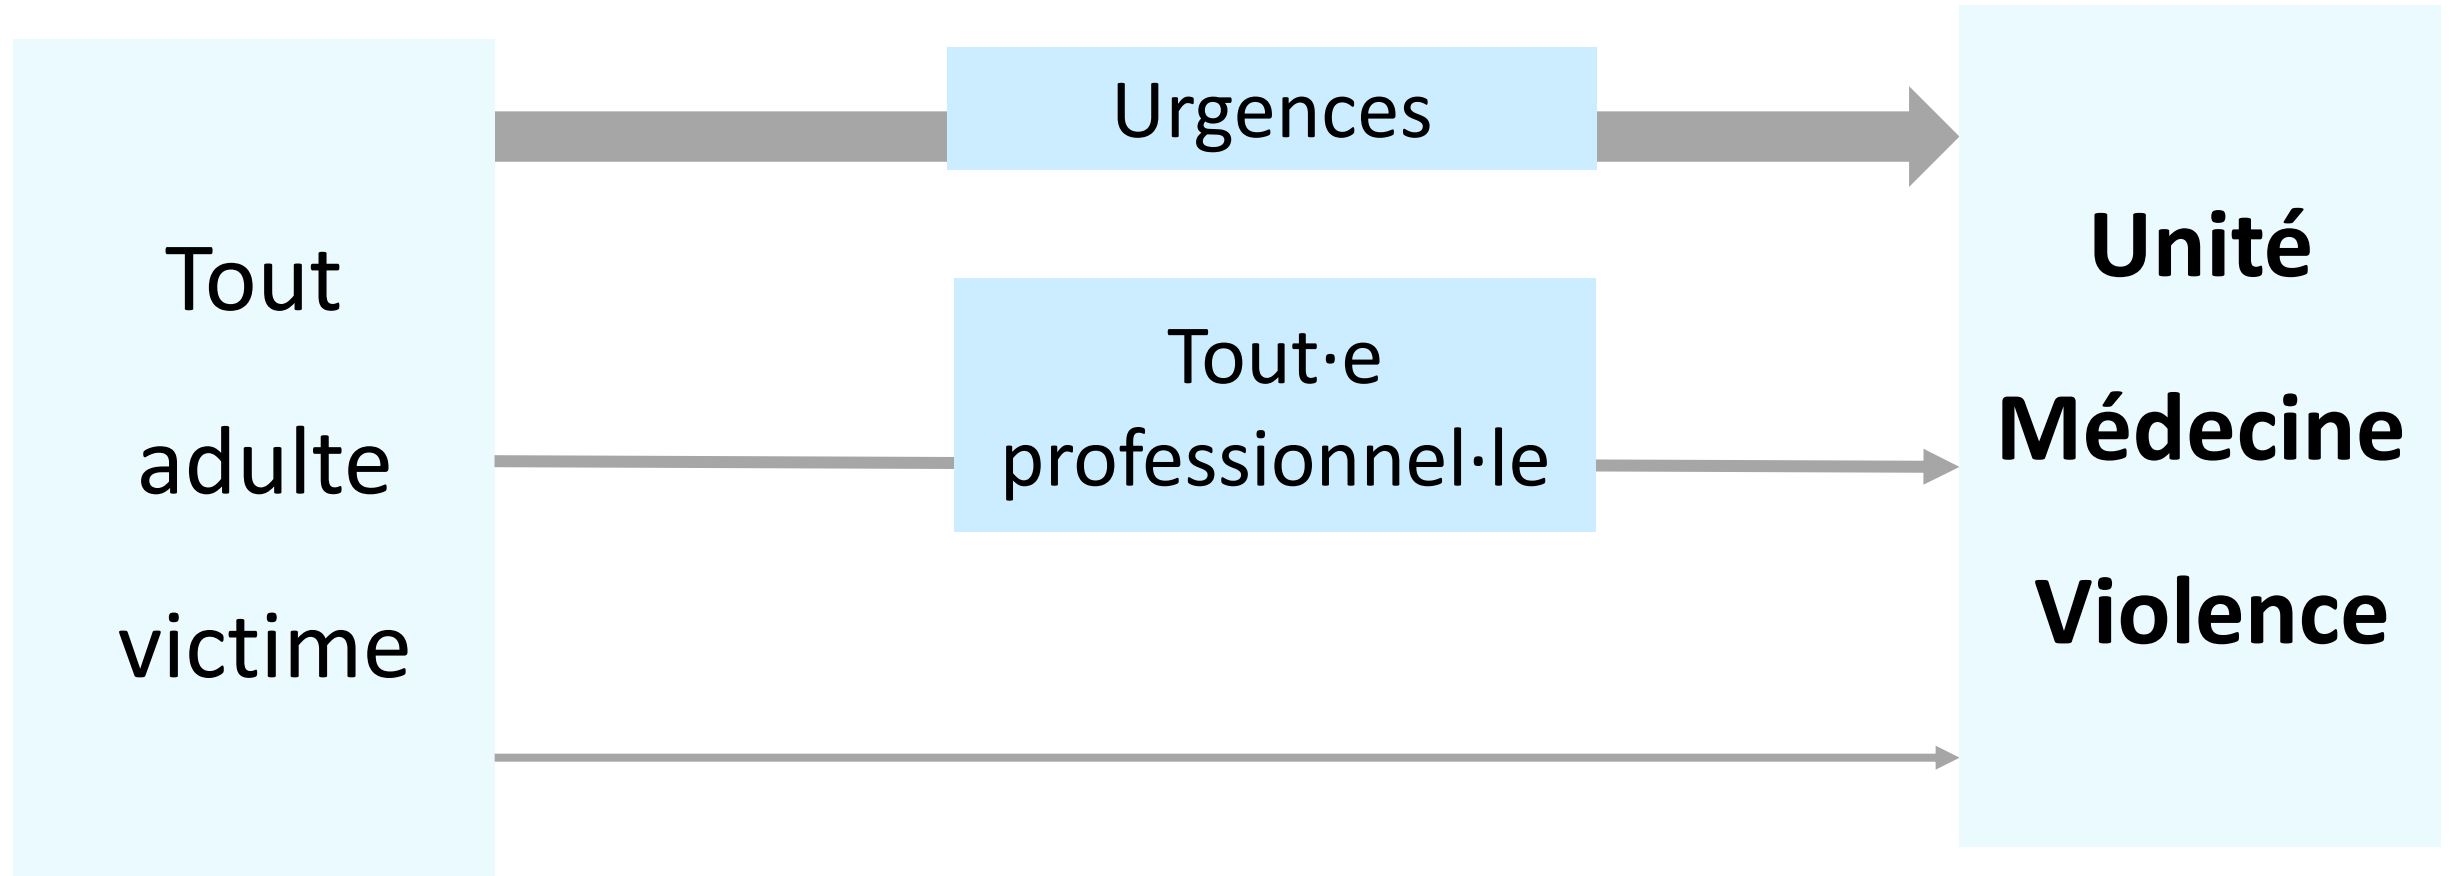 Tout
adulte
victime
Urgences
Tout·e
professionnel·le
Unité
Médecine
Violence